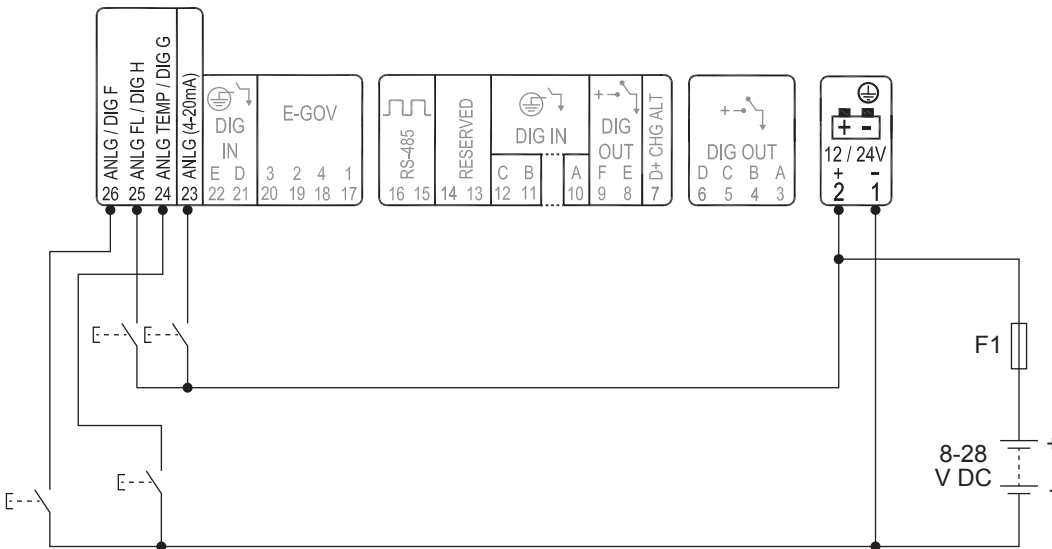 ANLG / DIG F
ANLG FL / DIG H
ANLG TEMP / DIG G
ANLG (4-20mA)
26 25 24 23
DIG
IN
E D
22 21
E-GOV
3 2 4 1
20 19 18 17
RS-485
16 15
RESERVED
14 13
DIG IN
C B A
12 11 10
+
DIG
OUT
F E
9 8
D+ CHG ALT
7
+
DIG OUT
D C B A
6 5 4 3
+ -
12 / 24V
+ -
2 1
F1
8-28
V DC
+
-